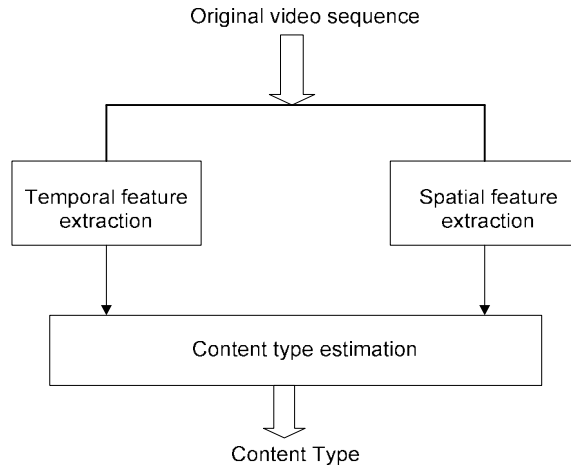 Original video sequence
Temporal feature
extraction
Spatial feature
extraction
Content type estimation
Content Type